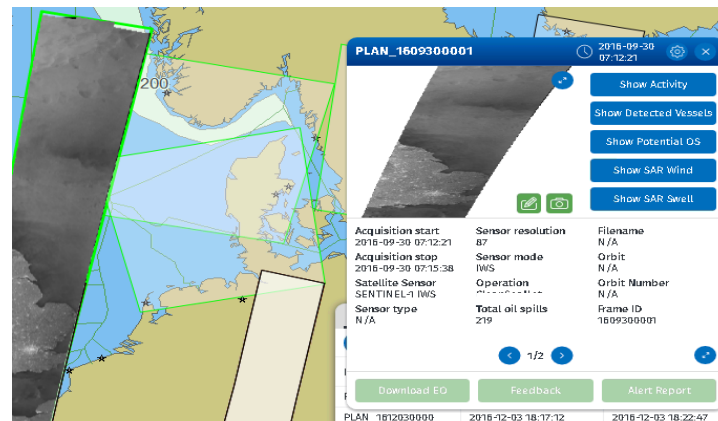 200
PLAN_1609300001
2016-09-30
07:12:21
Show Activity
Show Detected Vessels
Show Potential OS
Show SAR Wind
Show SAR Swell
Acquisition start
2016-09-30 07:12:21
Sensor resolution
87
Filename
N/A
Acquisition stop
2016-09-30 07:15:38
Sensor mode
IWS
Orbit
N/A
Satellite Sensor
SENTINEL-1 IWS
Operation
Orbit Number
N/A
Sensor type
N/A
Total oil spills
219
Frame ID
1609300001
1/2
Download EO
Feedback
Alert Report
PLAN_1612030000 2016-12-03 18:17:12 2016-12-03 18:22:47